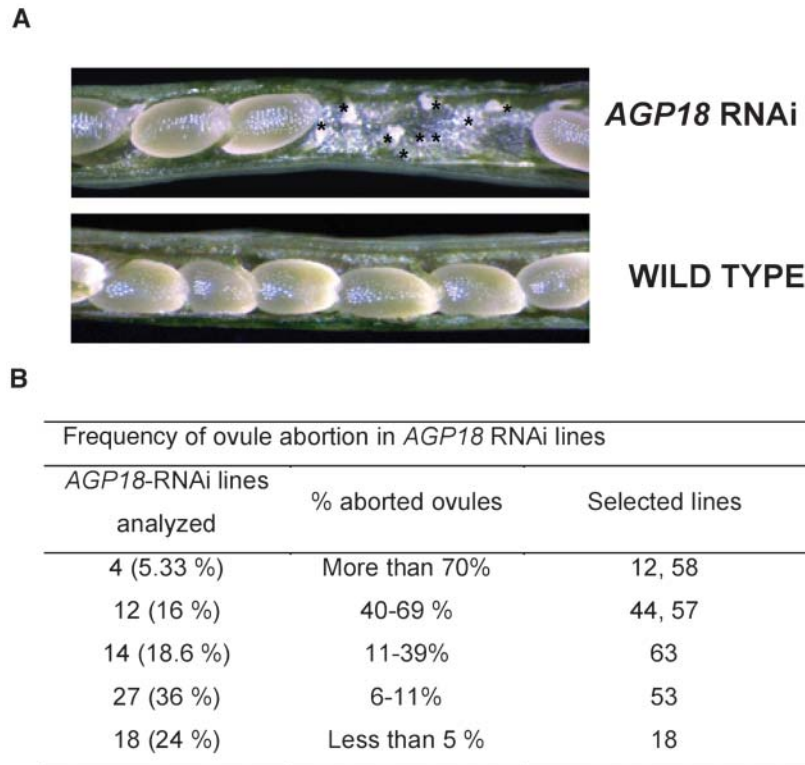 A
AGP18 RNAi
* * * * * * * * *
WILD TYPE
B
Frequency of ovule abortion in AGP18 RNAi lines
AGP18-RNAi lines analyzed % aborted ovules Selected lines
4 (5.33 %) More than 70% 12, 58
12 (16 %) 40-69 % 44, 57
14 (18.6 %) 11-39% 63
27 (36 %) 6-11% 53
18 (24 %) Less than 5 % 18